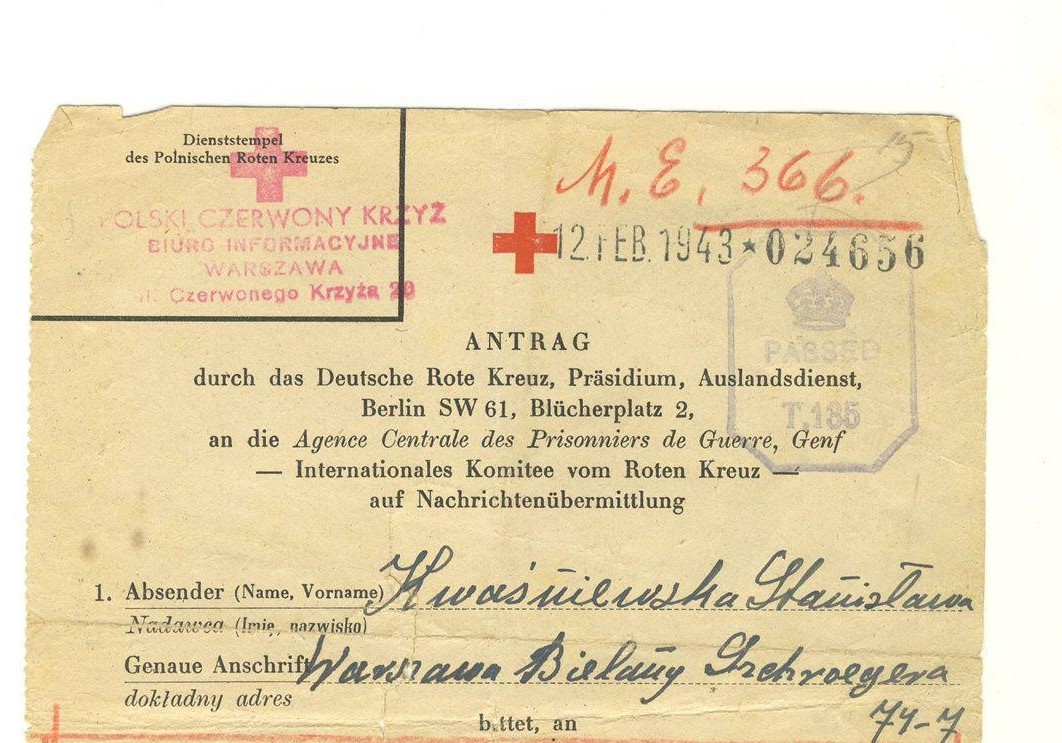 Dienststempel
des Polnischen Roten Kreuzes
POLSKI CZERWONY KRZYŻ
BIURO INFORMACYJNE
WARSZAWA
ul. Czerwonego Krzyża 20
M. E. 366.
15
12. FEB. 1943 * 024656
PASSED
T.185
ANTRAG
durch das Deutsche Rote Kreuz, Präsidium, Auslandsdienst,
Berlin SW 61, Blücherplatz 2,
an die Agence Centrale des Prisonniers de Guerre, Genf
— Internationales Komitee vom Roten Kreuz —
auf Nachrichtenübermittlung
1. Absender (Name, Vorname) Kwaśniewska Stanisława
Nadawca (Imię, nazwisko)
Genaue Anschrift Warszawa Bielany Schroegera
dokładny adres
74-7
bittet, an